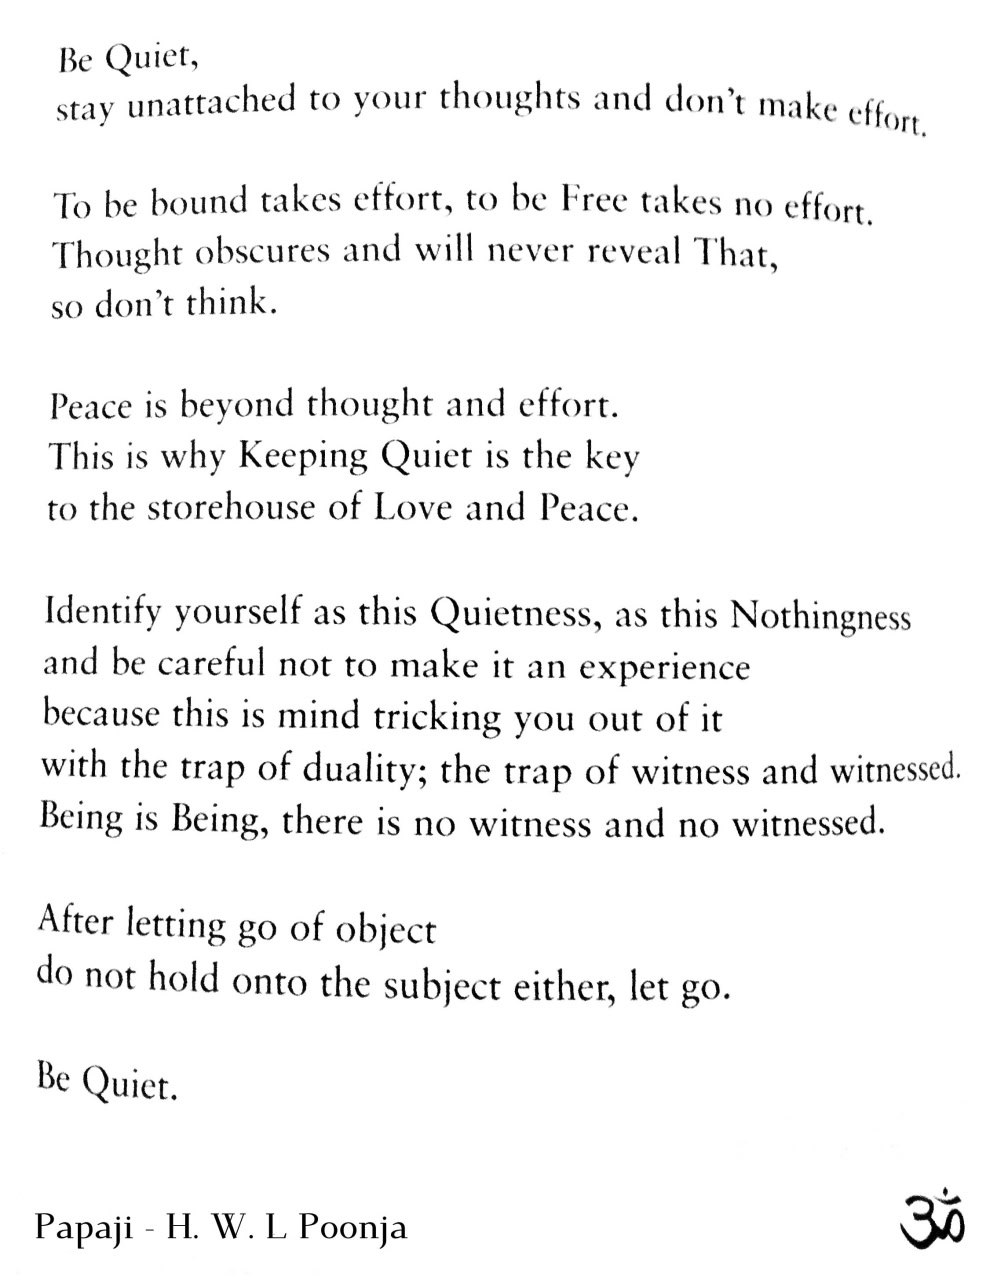 Be Quiet,
stay unattached to your thoughts and don't make effort.
To be bound takes effort, to be Free takes no effort.
Thought obscures and will never reveal That,
so don't think.
Peace is beyond thought and effort.
This is why Keeping Quiet is the key
to the storehouse of Love and Peace.
Identify yourself as this Quietness, as this Nothingness
and be careful not to make it an experience
because this is mind tricking you out of it
with the trap of duality; the trap of witness and witnessed.
Being is Being, there is no witness and no witnessed.
After letting go of object
do not hold onto the subject either, let go.
Be Quiet.
Papaji - H. W. L Poonja
ॐ